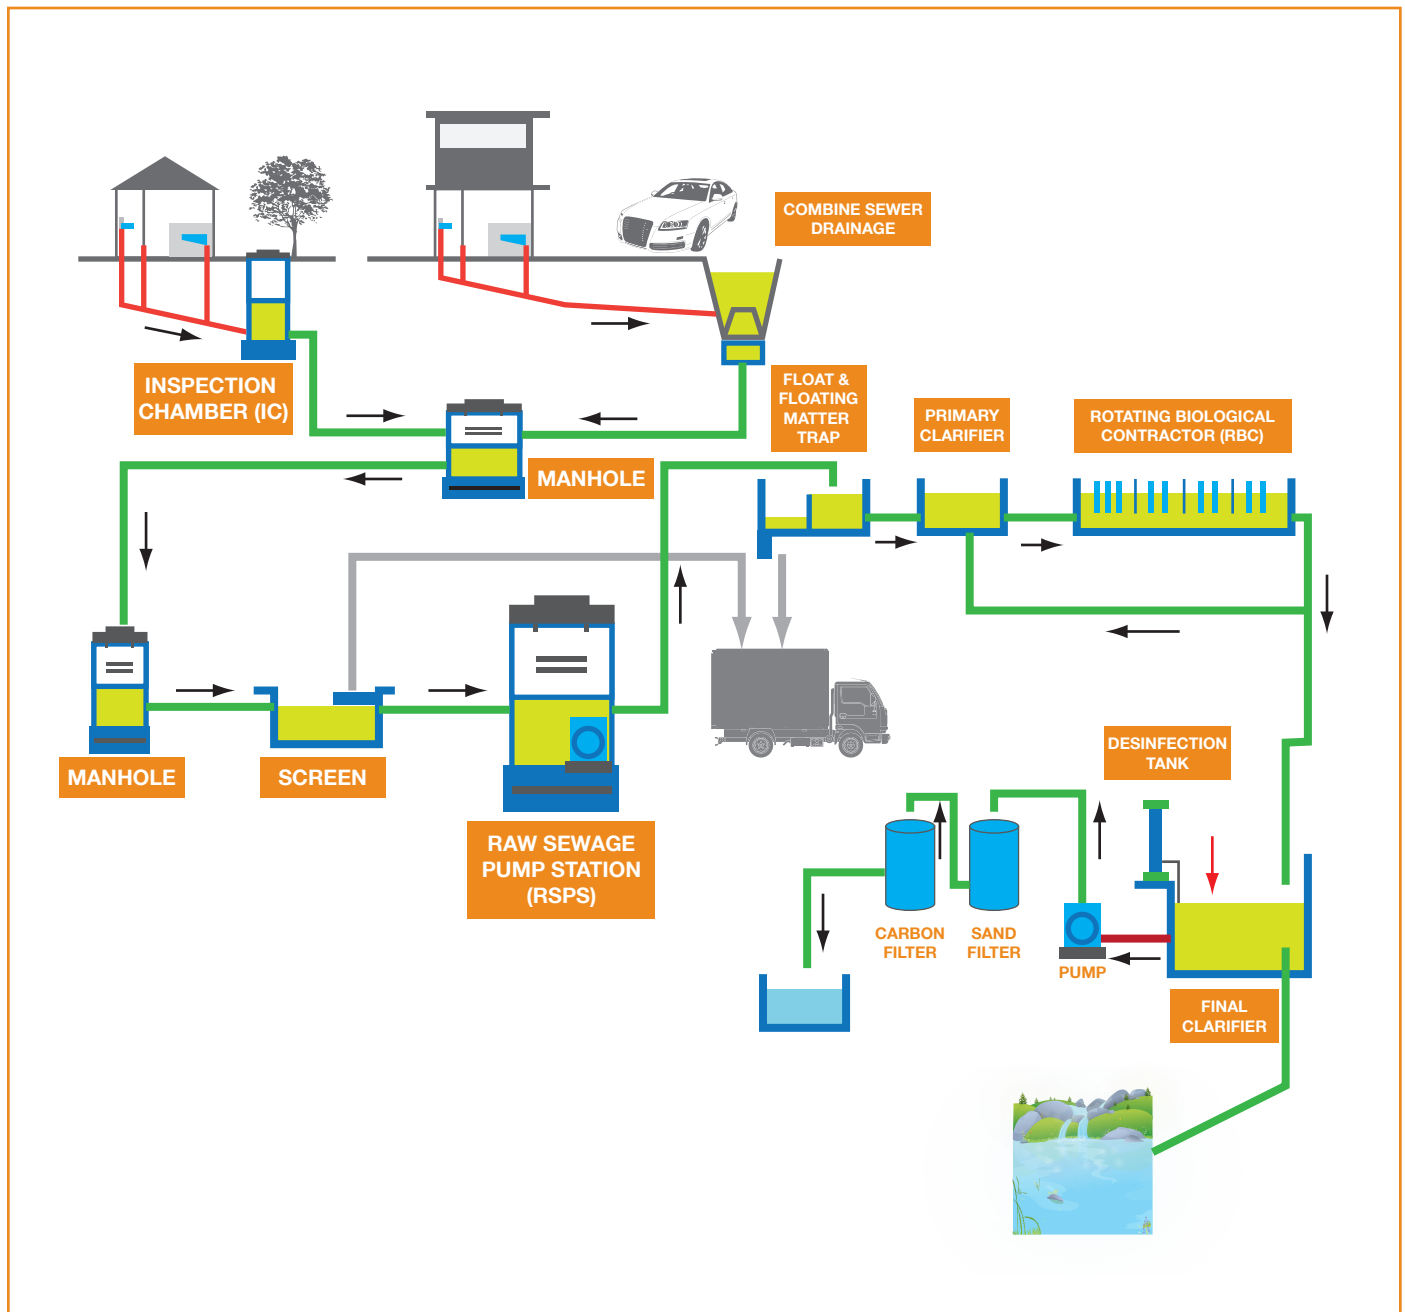 COMBINE SEWER
DRAINAGE
INSPECTION
CHAMBER (IC)
FLOAT &
FLOATING
MATTER
TRAP
PRIMARY
CLARIFIER
ROTATING BIOLOGICAL
CONTRACTOR (RBC)
MANHOLE
MANHOLE
SCREEN
RAW SEWAGE
PUMP STATION
(RSPS)
DESINFECTION
TANK
CARBON
FILTER
SAND
FILTER
PUMP
FINAL
CLARIFIER